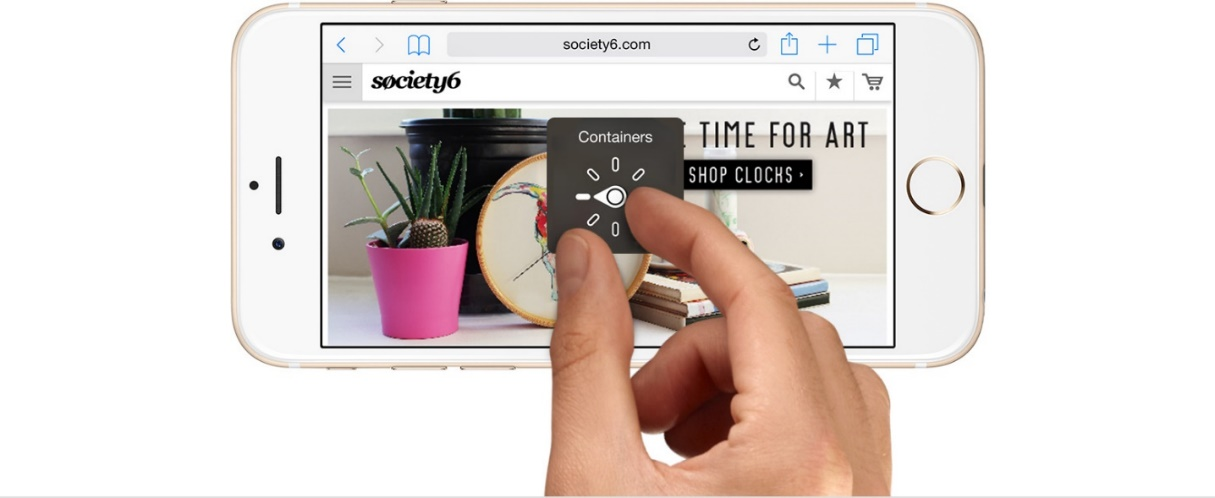 society6.com
society6
Containers
TIME FOR ART
SHOP CLOCKS ›